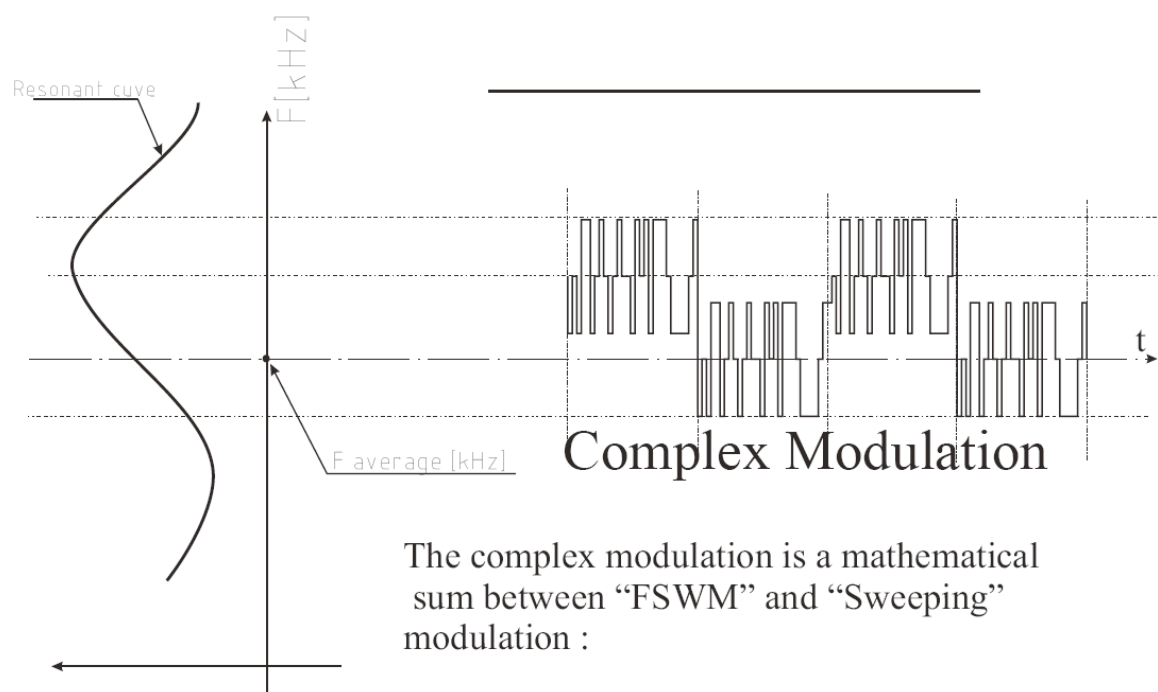 F[kHz]
Resonant cuve
t
F average [kHz]
Complex Modulation
The complex modulation is a mathematical
sum between “FSWM” and “Sweeping”
modulation :